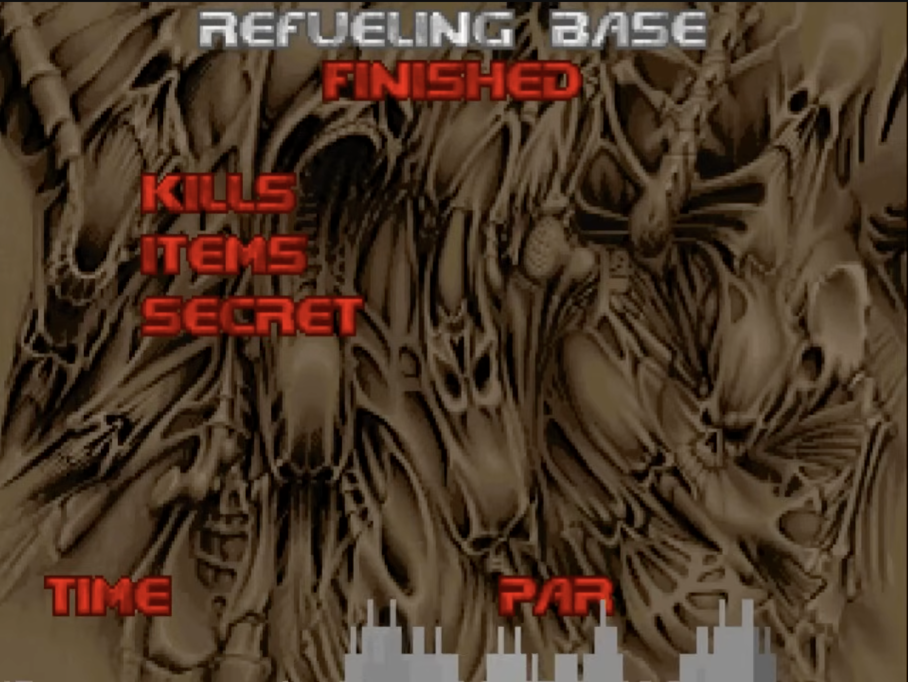 REFUELING BASE
FINISHED
KILLS
ITEMS
SECRET
TIME PAR